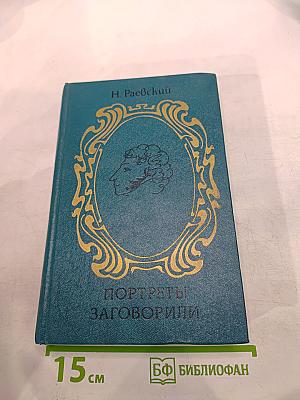 Н. Раевский
ПОРТРЕТЫ
ЗАГОВОРИЛИ
15 см
БФ БИБЛИОФАН